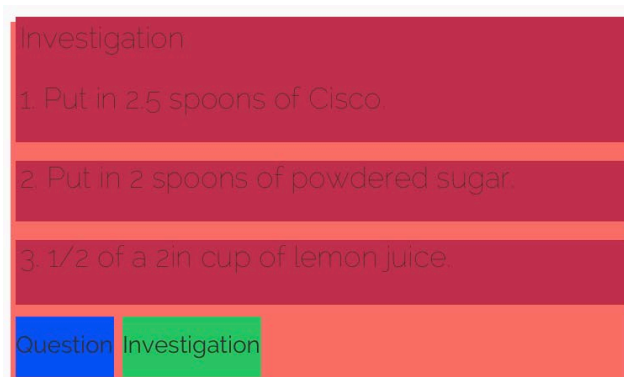 Investigation
1. Put in 2.5 spoons of Cisco.
2. Put in 2 spoons of powdered sugar.
3. 1/2 of a 2in cup of lemon juice.
Question Investigation